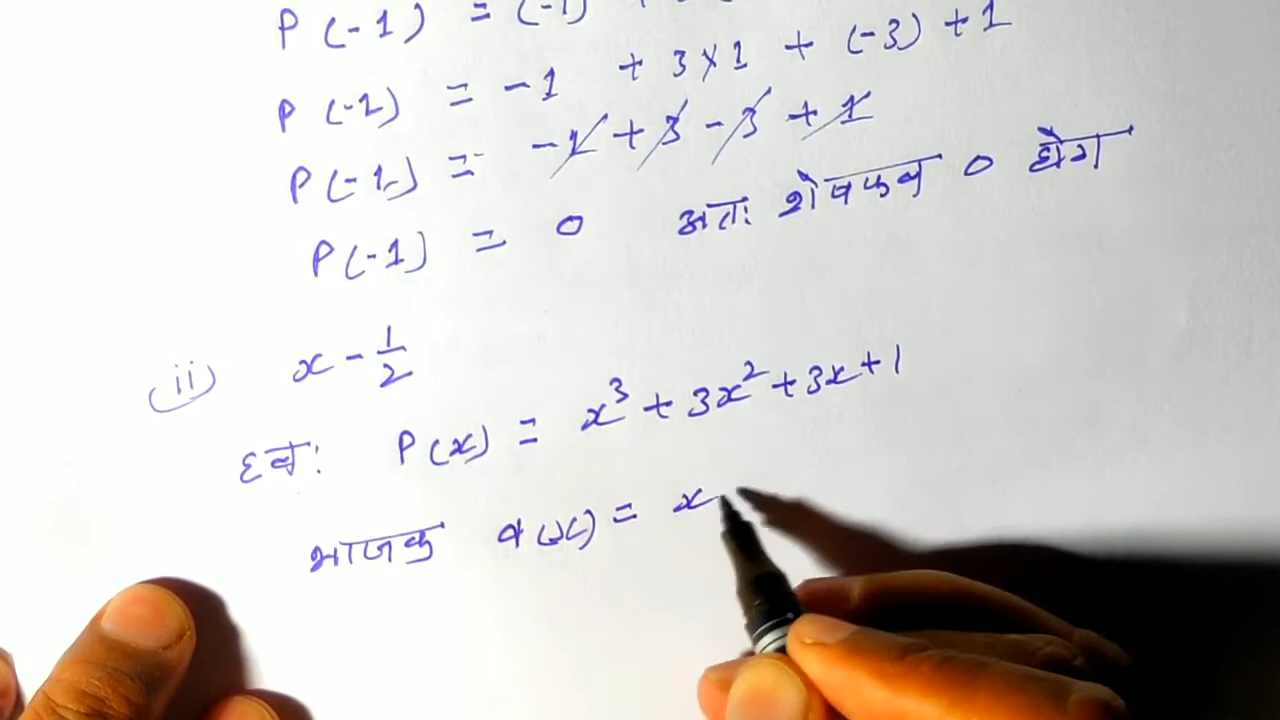 P(-1) = (-1)
P(-1) = -1 + 3×1 + (-3) + 1
P(-1) = -1 + 3 - 3 + 1
P(-1) = 0 अतः शेषफल 0 होगा
(ii) x - 1/2
हल: P(x) = x³ + 3x² + 3x + 1
भाजक q(x) = x